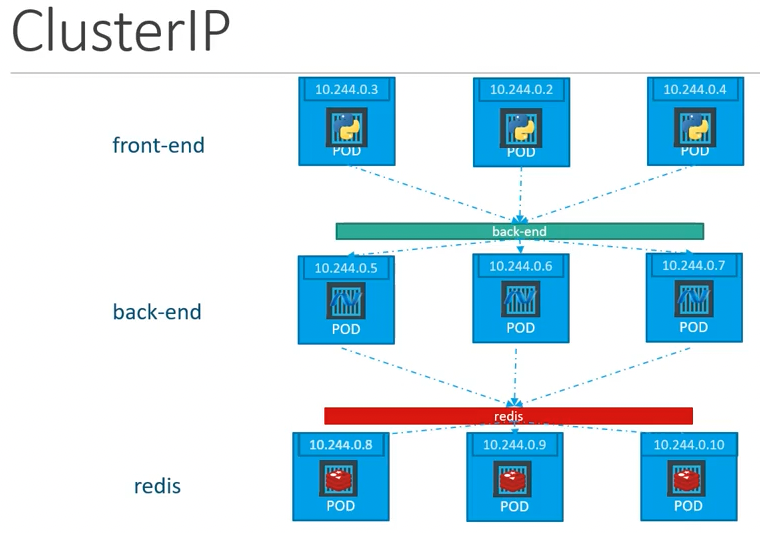 ClusterIP
10.244.0.3
10.244.0.2
10.244.0.4
front-end
POD
POD
POD
back-end
10.244.0.5
10.244.0.6
10.244.0.7
back-end
POD
POD
POD
redis
10.244.0.8
10.244.0.9
10.244.0.10
redis
POD
POD
POD